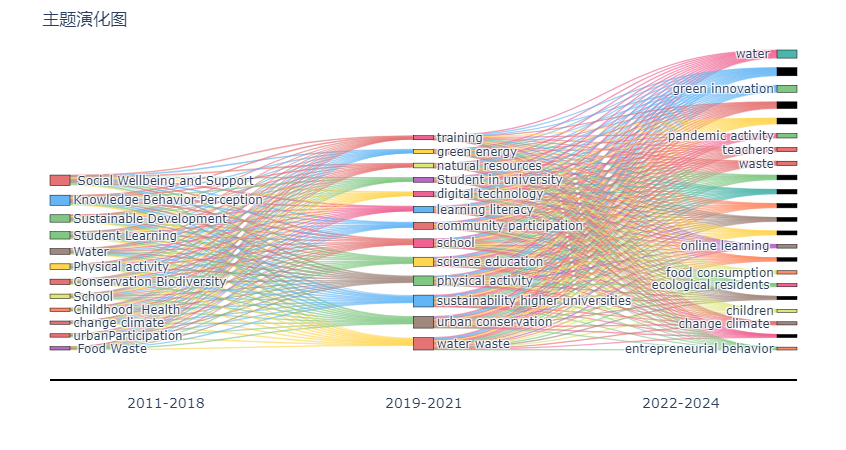 主题演化图
Social Wellbeing and Support
Knowledge Behavior Perception
Sustainable Development
Student Learning
Water
Physical activity
Conservation Biodiversity
School
Childhood  Health
change climate
urbanParticipation
Food Waste
training
green energy
natural resources
Student in university
digital technology
learning literacy
community participation
school
science education
physical activity
sustainability higher universities
urban conservation
water waste
water
green innovation
pandemic activity
teachers
waste
online learning
food consumption
ecological residents
children
change climate
entrepreneurial behavior
2011-2018
2019-2021
2022-2024